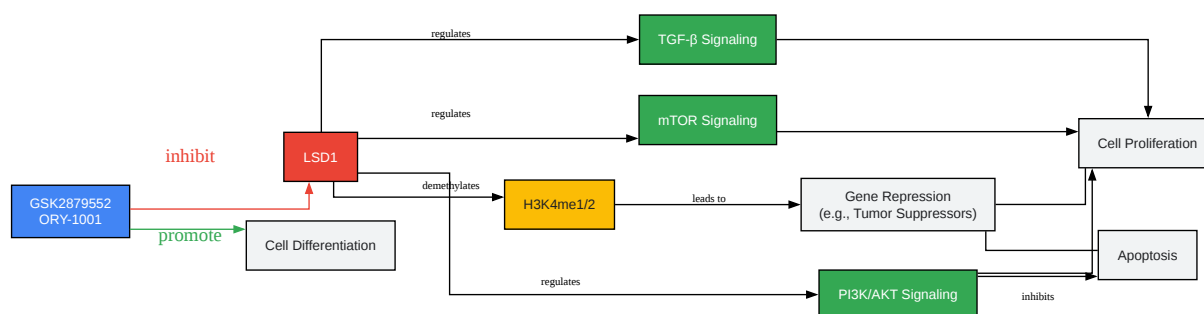 regulates
TGF-β Signaling
regulates
mTOR Signaling
Cell Proliferation
inhibit
LSD1
demethylates
H3K4me1/2
leads to
Gene Repression
(e.g., Tumor Suppressors)
GSK2879552
ORY-1001
promote
Cell Differentiation
Apoptosis
regulates
PI3K/AKT Signaling
inhibits